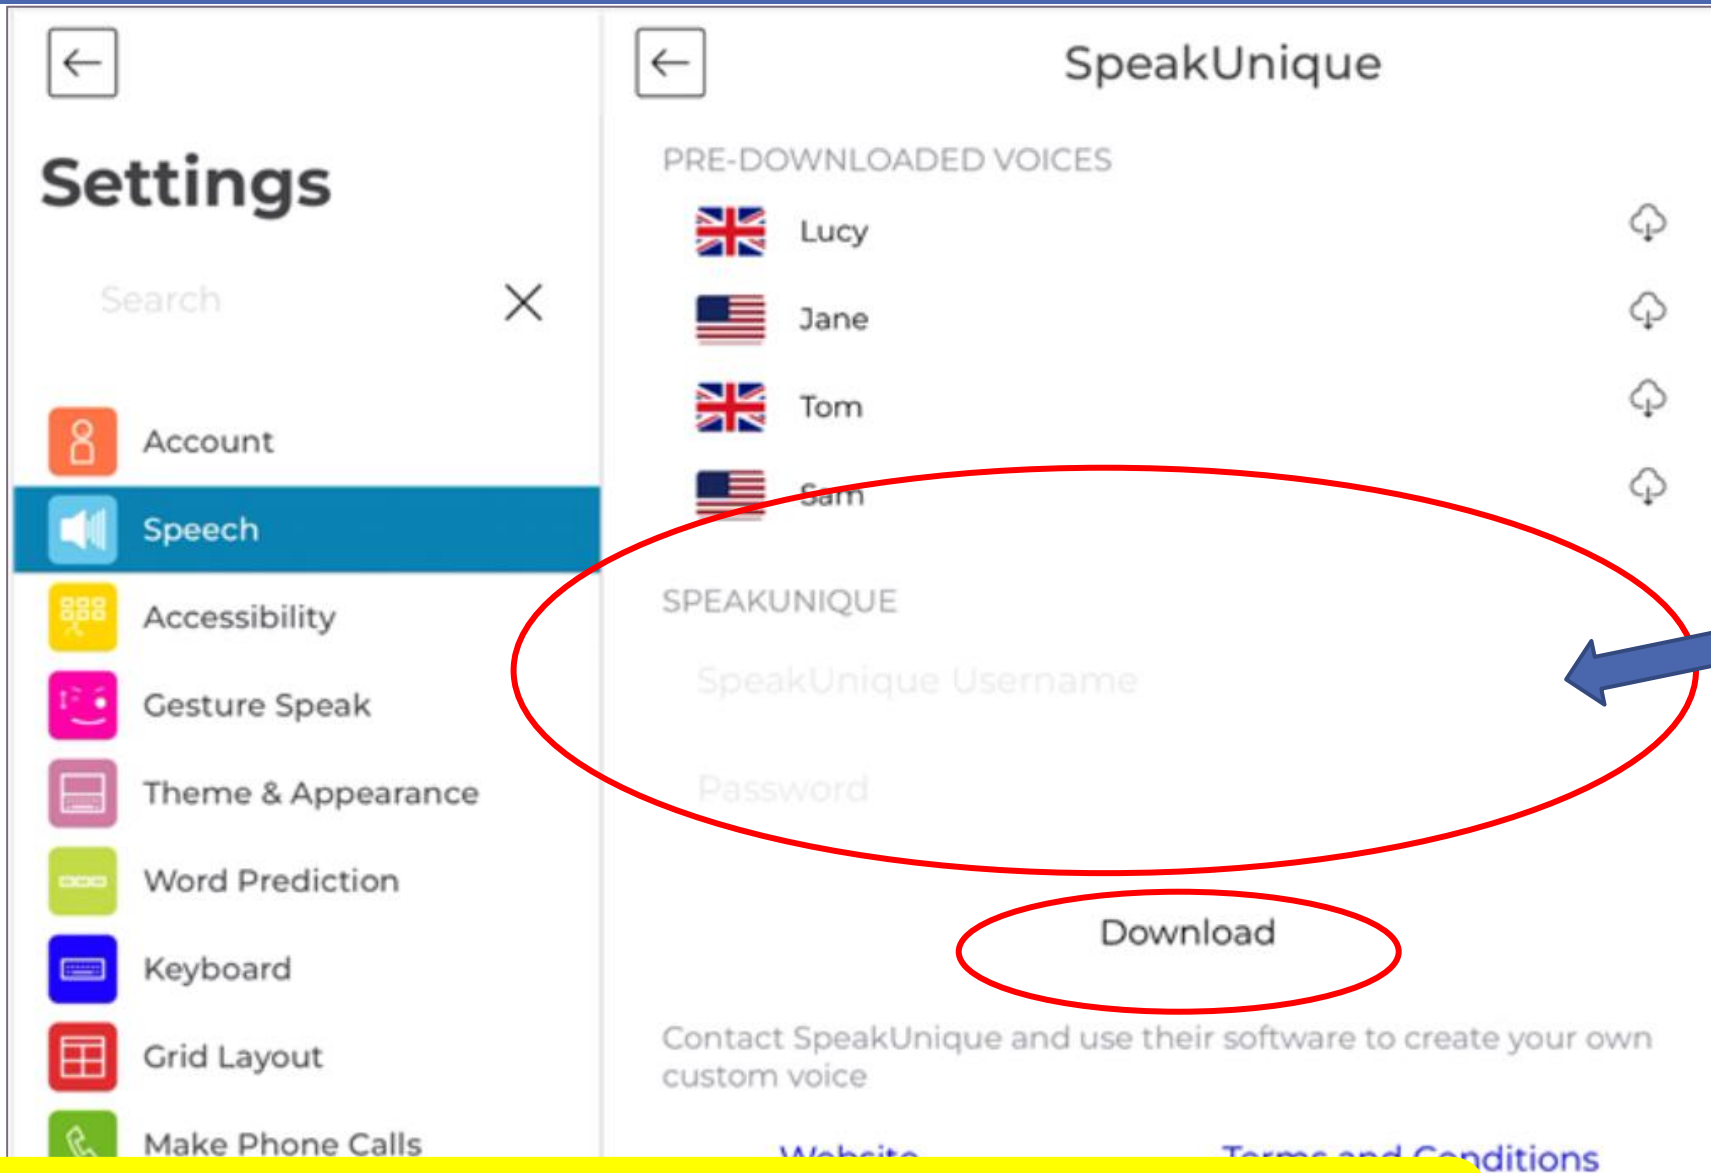 Settings
Search
Account
Speech
Accessibility
Gesture Speak
Theme & Appearance
Word Prediction
Keyboard
Grid Layout
Make Phone Calls
SpeakUnique
PRE-DOWNLOADED VOICES
Lucy
Jane
Tom
Sam
SPEAKUNIQUE
SpeakUnique Username
Password
Download
Contact SpeakUnique and use their software to create your own
custom voice
Website
Terms and Conditions